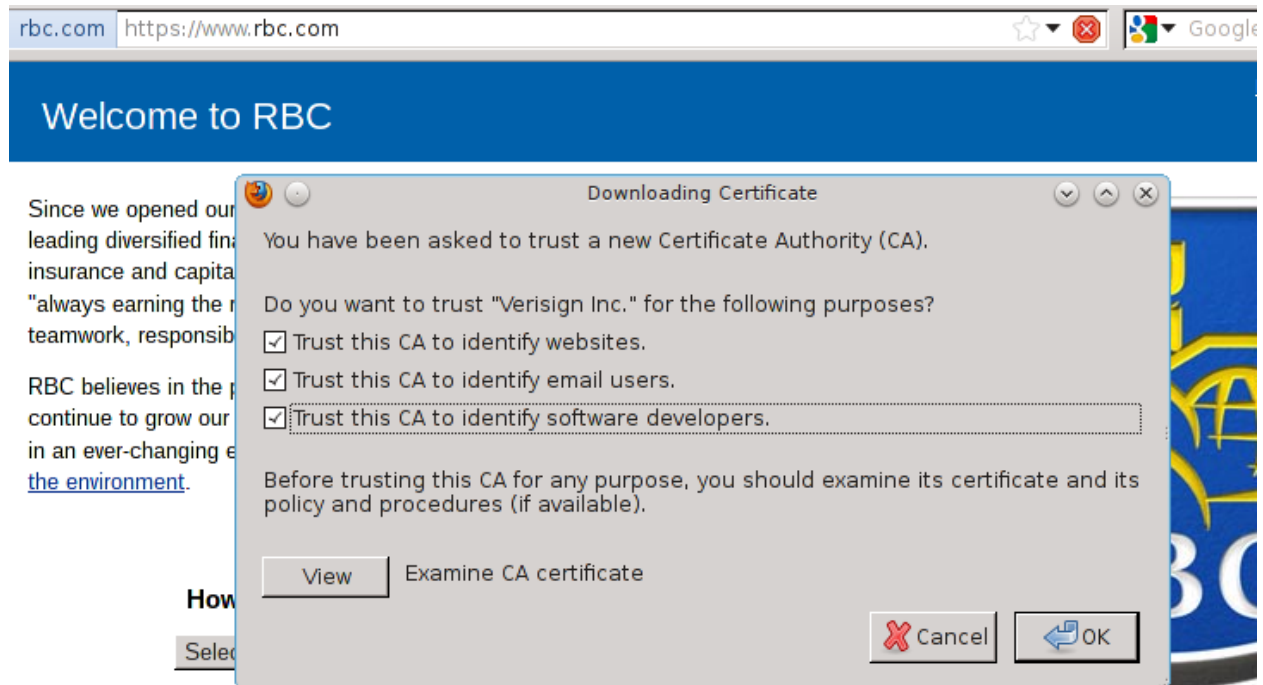 rbc.com https://www.rbc.com Google
Welcome to RBC
Downloading Certificate
Since we opened our
leading diversified
insurance and
"always earning the
teamwork,
RBC believes in the
continue to grow our
in an ever-changing
the environment.
How
You have been asked to trust a new Certificate Authority (CA).
Do you want to trust "Verisign Inc." for the following purposes?
Trust this CA to identify websites.
Trust this CA to identify email users.
Trust this CA to identify software developers.
Before trusting this CA for any purpose, you should examine its certificate and its
policy and procedures (if available).
View Examine CA certificate
Cancel OK